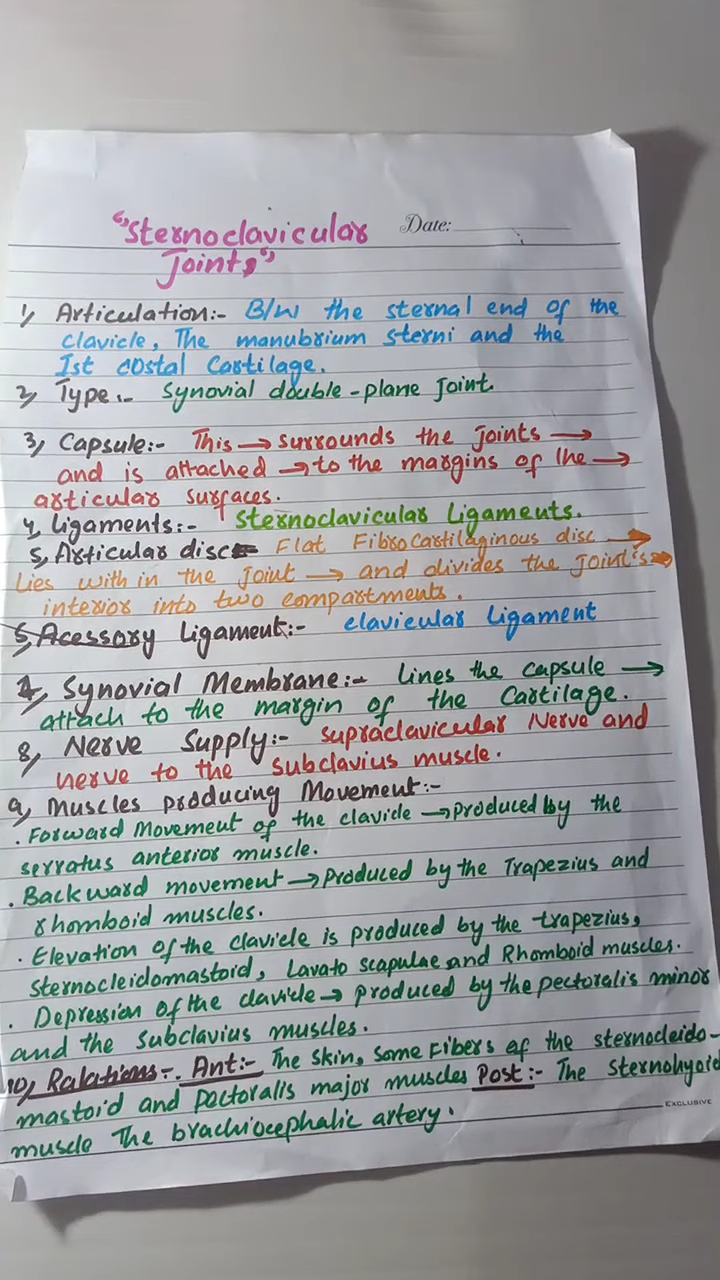 "Sternoclavicular Date:
Joint,"
1) Articulation:- B/W the sternal end of the
clavicle, The manubrium sterni and the
Ist costal Cartilage.
2) Type:- Synovial double-plane Joint.
3) Capsule:- This → surrounds the joints →
and is attached → to the margins of the →
articular surfaces.
4) Ligaments:- Sternoclavicular Ligaments.
5, Articular disc- Flat Fibro Cartilaginous disc →
Lies with in the joint → and divides the joint's →
interior into two compartments.
5, Acessory Ligament:- clavicular ligament
7, Synovial Membrane:- Lines the capsule →
attach to the margin of the Cartilage.
8, Nerve Supply:- supraclavicular Nerve and
nerve to the subclavius muscle.
9) Muscles producing Movement:-
. Forward Movement of the clavicle → produced by the
serratus anterior muscle.
. Backward movement → Produced by the Trapezius and
rhomboid muscles.
. Elevation of the clavicle is produced by the trapezius,
Sternocleidomastoid, Lavato scapulae and Rhomboid muscles.
. Depression of the clavicle → produced by the pectoralis minor
and the subclavius muscles.
10) Ralations:-. Ant:- The skin, some Fibers of the sternocleido-
mastoid and pectoralis major muscles Post:- The Sternohyoid
muscle The brachiocephalic artery.
EXCLUSIVE